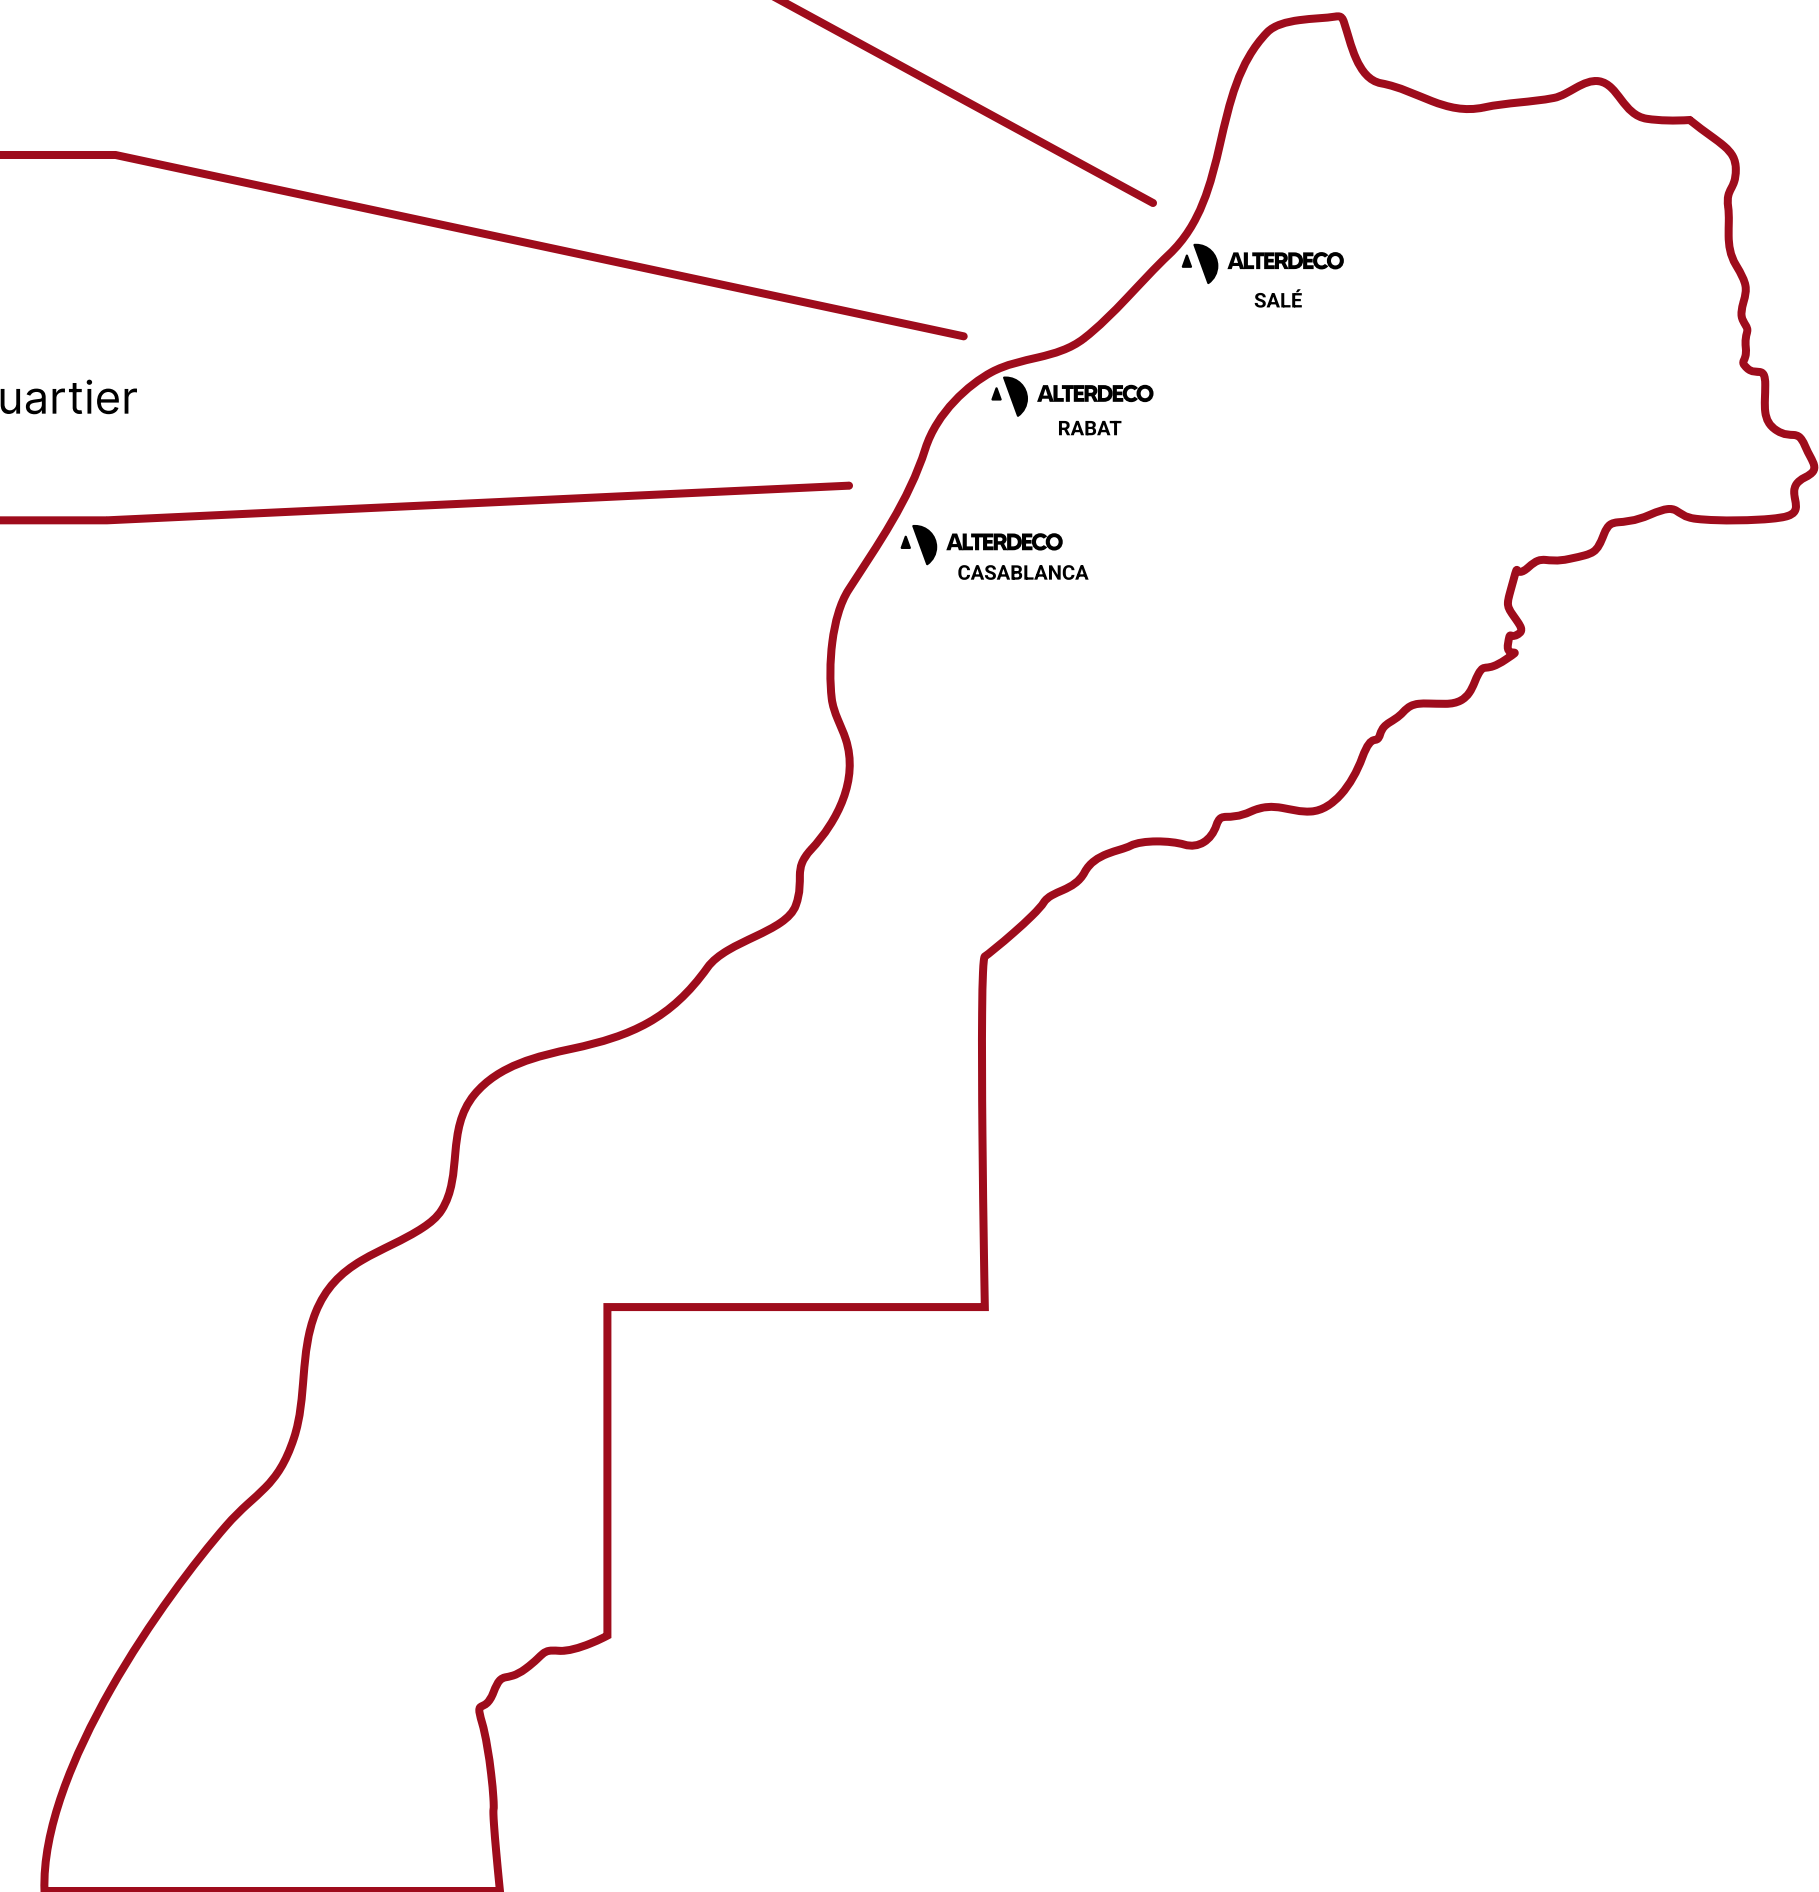 ALTERDECO
SALÉ
uartier
ALTERDECO
RABAT
ALTERDECO
CASABLANCA